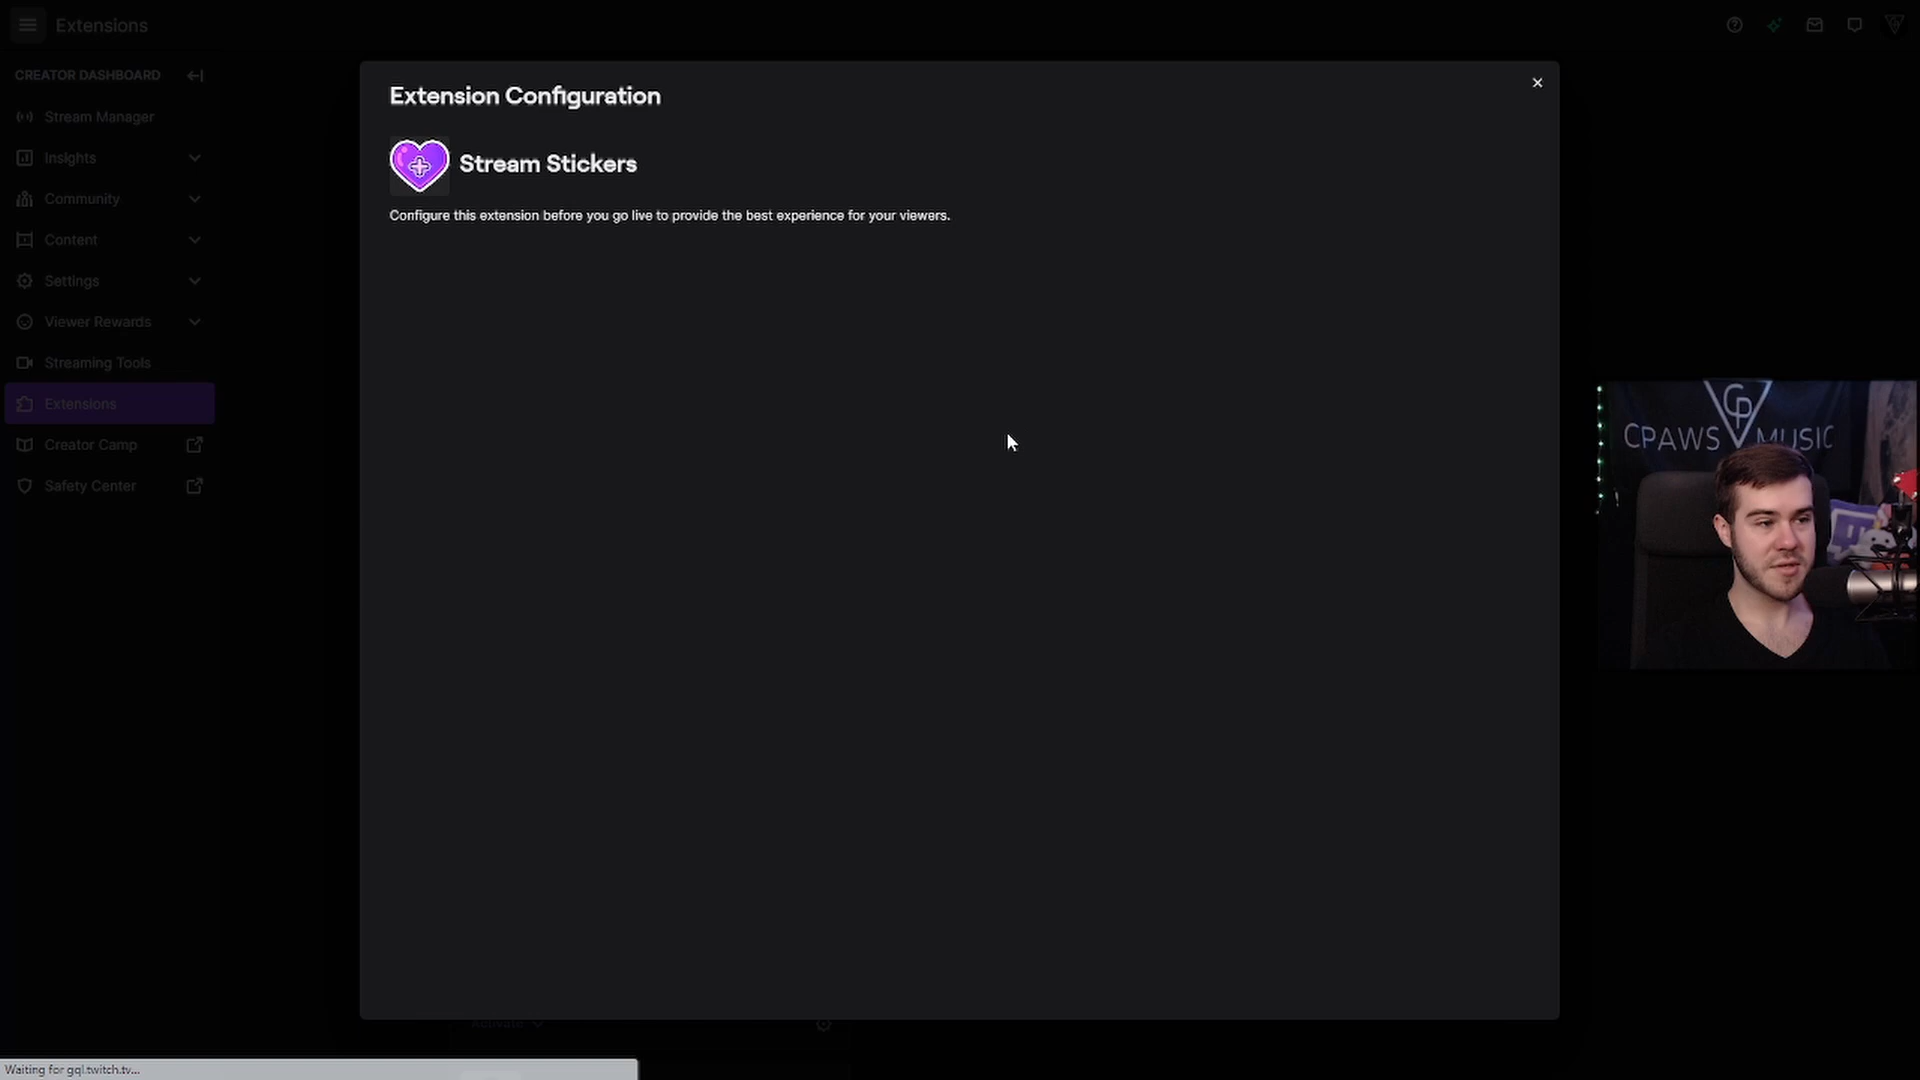 Extensions
CREATOR DASHBOARD
Stream Manager
Insights
Community
Content
Settings
Viewer Rewards
Streaming Tools
Extensions
Creator Camp
Safety Center
Extension Configuration
Stream Stickers
Configure this extension before you go live to provide the best experience for your viewers.
CP
CPAWS MUSIC
Activate
Waiting for gql.twitch.tv...